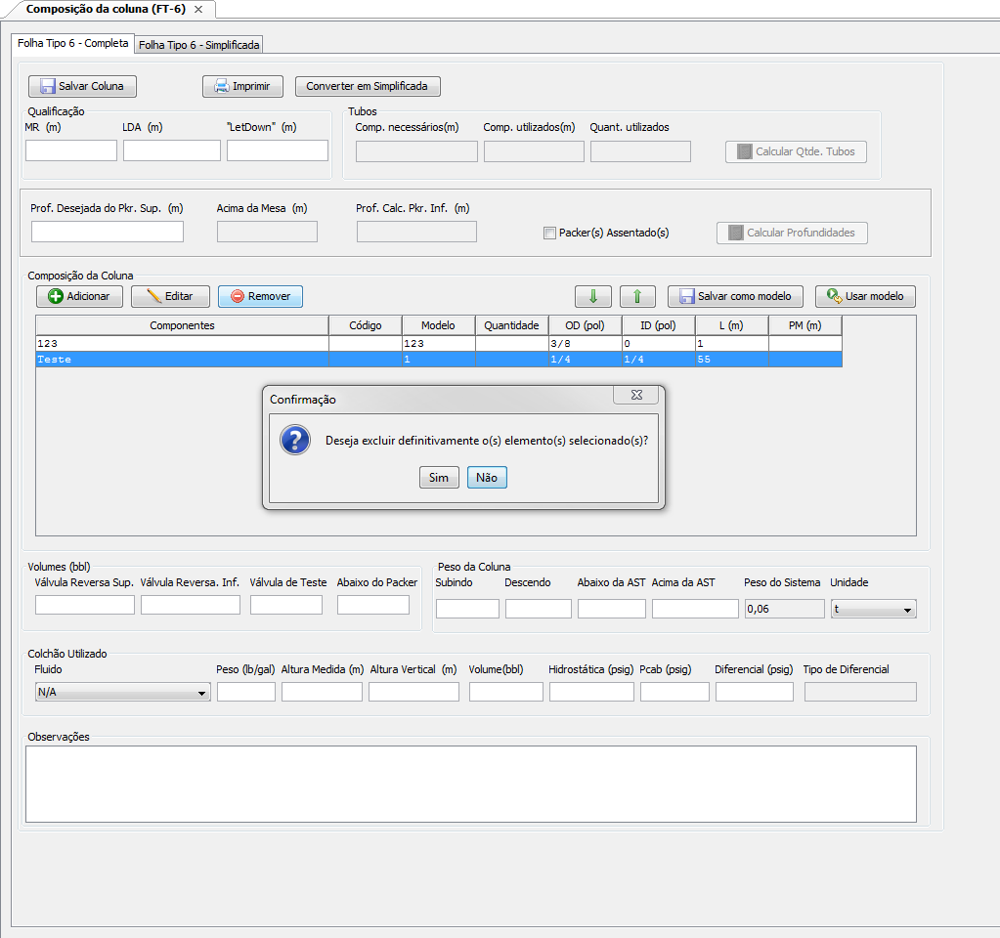 Composição da coluna (FT-6)
Folha Tipo 6 - Completa Folha Tipo 6 - Simplificada
Salvar Coluna Imprimir Converter em Simplificada
Qualificação Tubos
MR (m) LDA (m) "LetDown" (m) Comp. necessários(m) Comp. utilizados(m) Quant. utilizados
Calcular Qtde. Tubos
Prof. Desejada do Pkr. Sup. (m) Acima da Mesa (m) Prof. Calc. Pkr. Inf. (m)
Packer(s) Assentado(s) Calcular Profundidades
Composição da Coluna
Adicionar Editar Remover Salvar como modelo Usar modelo
Componentes Código Modelo Quantidade OD (pol) ID (pol) L (m) PM (m)
123 123 3/8 0 1
Teste 1 1/4 1/4 55
Confirmação
Deseja excluir definitivamente o(s) elemento(s) selecionado(s)?
Sim Não
Volumes (bbl) Peso da Coluna
Válvula Reversa Sup. Válvula Reversa. Inf. Válvula de Teste Abaixo do Packer Subindo Descendo Abaixo da AST Acima da AST Peso do Sistema Unidade
0,06 t
Colchão Utilizado
Fluido Peso (lb/gal) Altura Medida (m) Altura Vertical (m) Volume(bbl) Hidrostática (psig) Pcab (psig) Diferencial (psig) Tipo de Diferencial
N/A
Observações